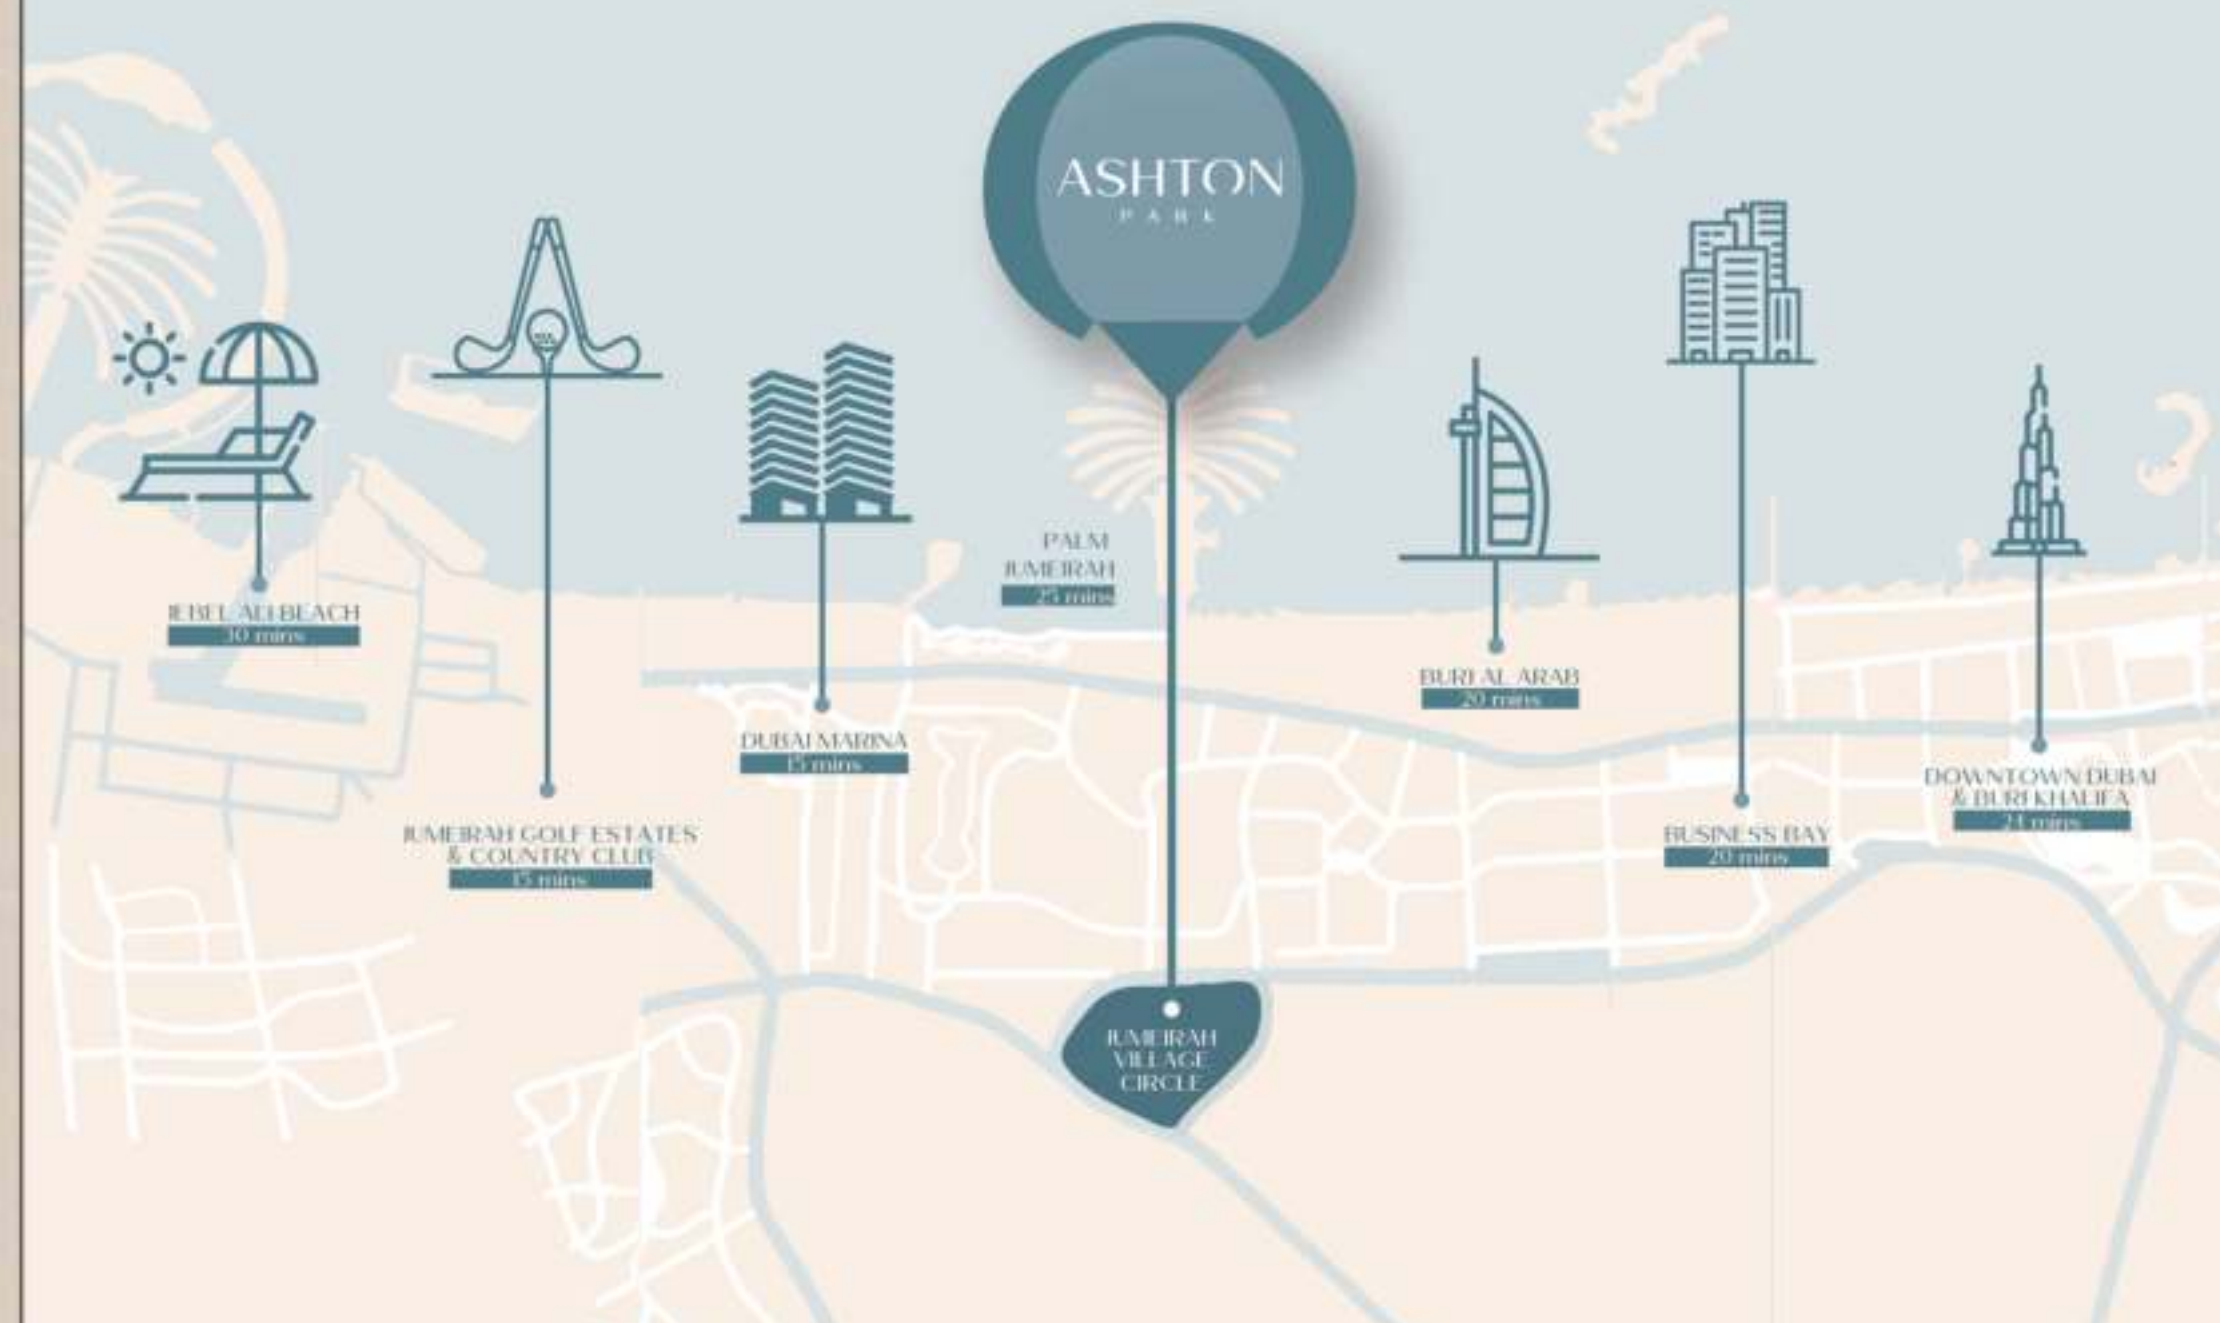 ASHTON
PARK
PALM
JUMEIRAH
25 mins
JEBEL ALI BEACH
30 mins
BURJ AL ARAB
20 mins
DUBAI MARINA
15 mins
DOWNTOWN DUBAI
& BURJ KHALIFA
mins
JUMEIRAH GOLF ESTATES
& COUNTRY CLUB
15 mins
BUSINESS BAY
20 mins
JUMEIRAH
VILLAGE
CIRCLE